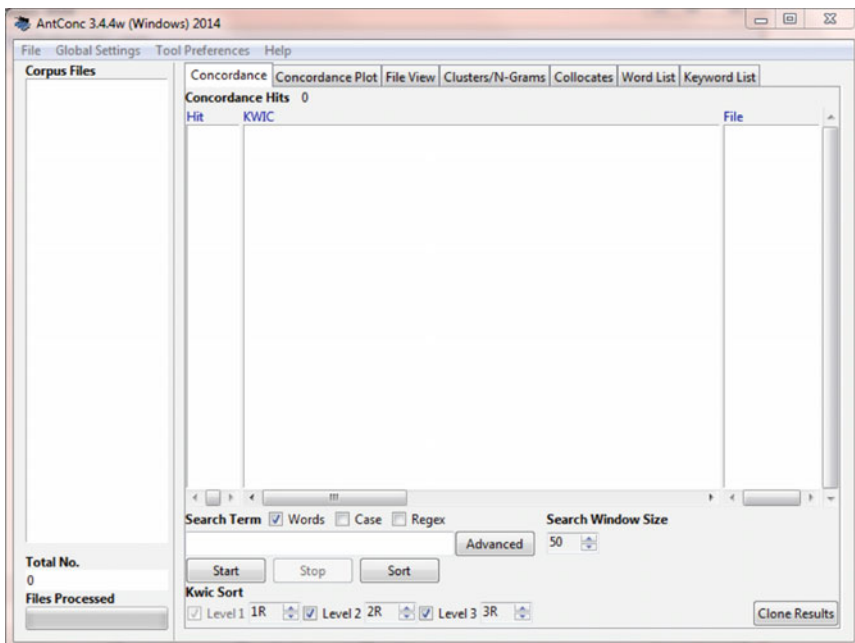 AntConc 3.4.4w (Windows) 2014
File Global Settings Tool Preferences Help
Corpus Files
Concordance Concordance Plot File View Clusters/N-Grams Collocates Word List Keyword List
Concordance Hits 0
Hit KWIC File
Search Term Words Case Regex Search Window Size
Advanced 50
Total No.
0
Start Stop Sort
Files Processed
Kwic Sort
Level 1 1R Level 2 2R Level 3 3R Clone Results